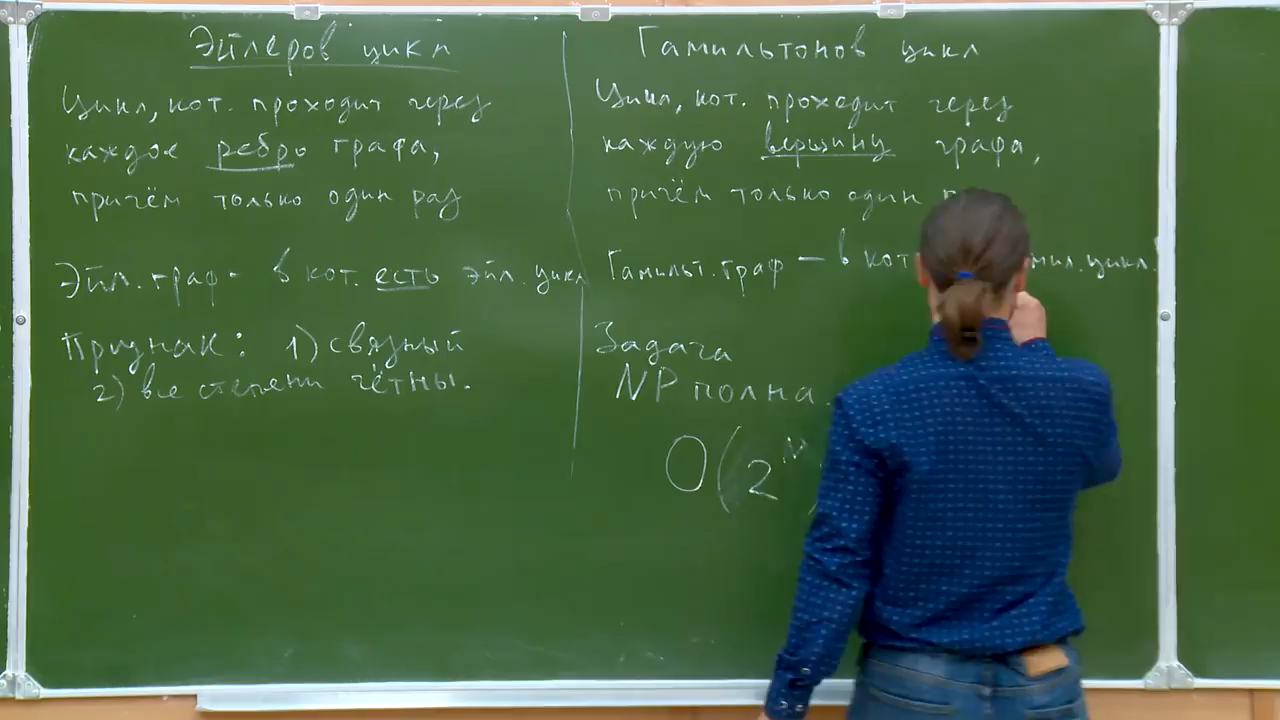 Эйлеров цикл
Цикл, кот. проходит через
каждое ребро графа,
причём только один раз
Эйл. граф - в кот. есть эйл. цикл
Признак: 1) связный
2) все степени чётны.
Гамильтонов цикл
Цикл, кот. проходит через
каждую вершину графа,
причём только один
Гамильт. граф — в кот мил. цикл.
Задача
NP полна.
O(2^N)